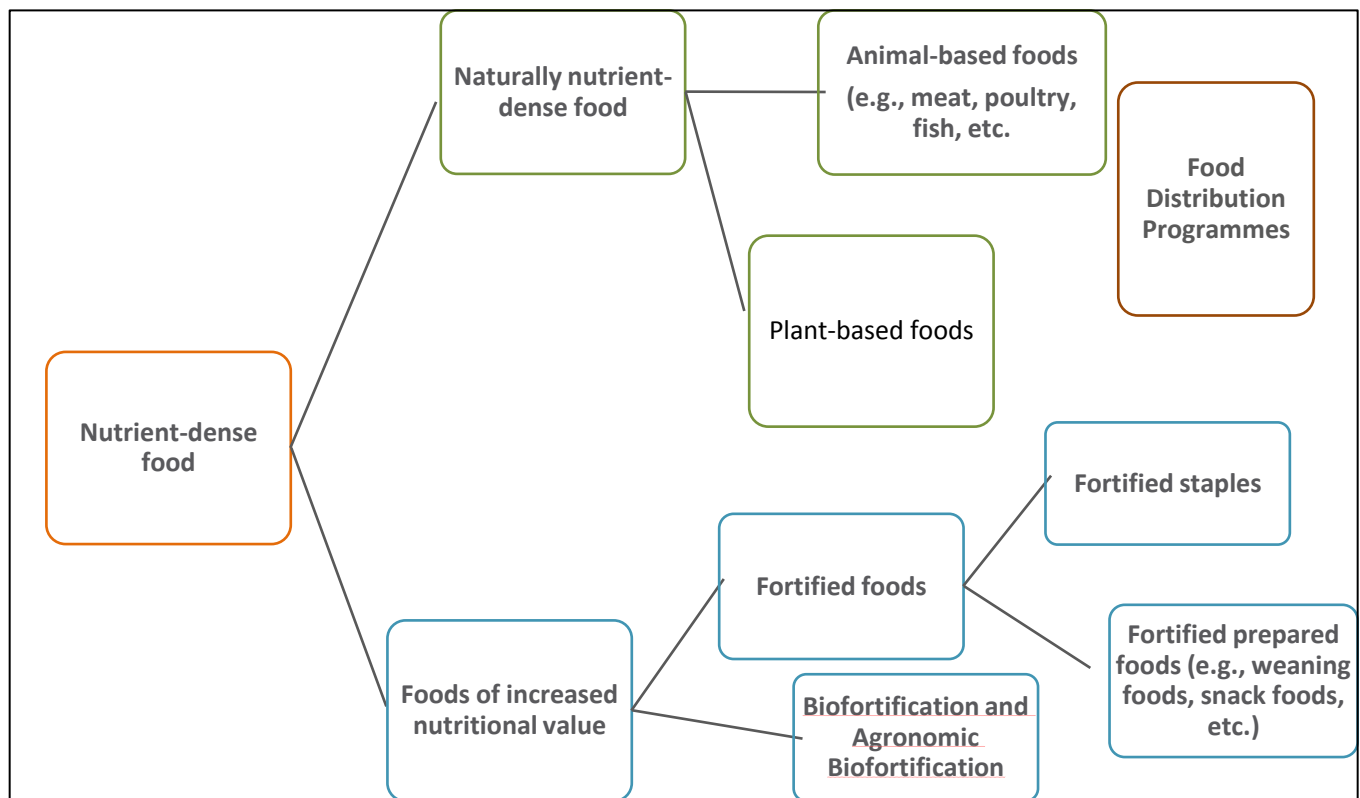 Naturally nutrient-
dense food
Animal-based foods
(e.g., meat, poultry,
fish, etc.
Food
Distribution
Programmes
Plant-based foods
Nutrient-dense
food
Fortified staples
Fortified foods
Foods of increased
nutritional value
Biofortification and
Agronomic
Biofortification
Fortified prepared
foods (e.g., weaning
foods, snack foods,
etc.)